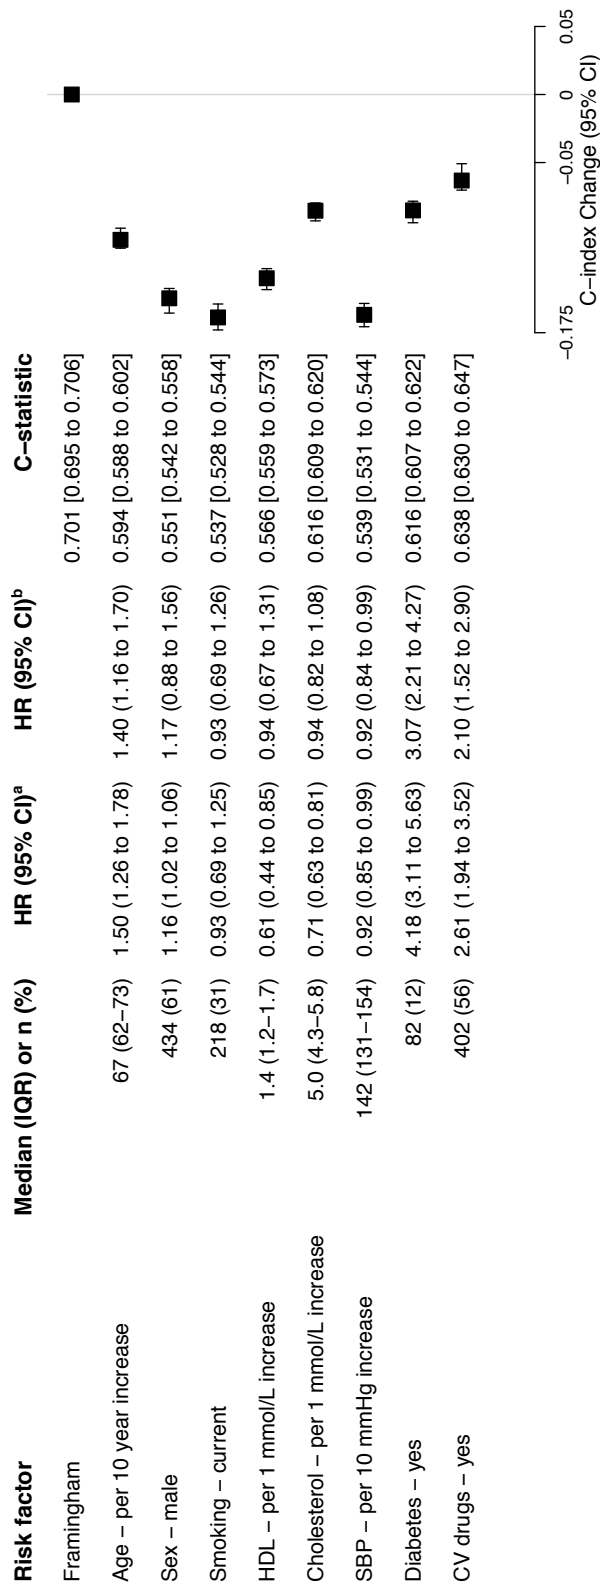 Risk factor Median (IQR) or n (%) HR (95% CI)a HR (95% CI)b C–statistic
Framingham 0.701 [0.695 to 0.706]
Age – per 10 year increase 67 (62–73) 1.50 (1.26 to 1.78) 1.40 (1.16 to 1.70) 0.594 [0.588 to 0.602]
Sex – male 434 (61) 1.16 (1.02 to 1.06) 1.17 (0.88 to 1.56) 0.551 [0.542 to 0.558]
Smoking – current 218 (31) 0.93 (0.69 to 1.25) 0.93 (0.69 to 1.26) 0.537 [0.528 to 0.544]
HDL – per 1 mmol/L increase 1.4 (1.2–1.7) 0.61 (0.44 to 0.85) 0.94 (0.67 to 1.31) 0.566 [0.559 to 0.573]
Cholesterol – per 1 mmol/L increase 5.0 (4.3–5.8) 0.71 (0.63 to 0.81) 0.94 (0.82 to 1.08) 0.616 [0.609 to 0.620]
SBP – per 10 mmHg increase 142 (131–154) 0.92 (0.85 to 0.99) 0.92 (0.84 to 0.99) 0.539 [0.531 to 0.544]
Diabetes – yes 82 (12) 4.18 (3.11 to 5.63) 3.07 (2.21 to 4.27) 0.616 [0.607 to 0.622]
CV drugs – yes 402 (56) 2.61 (1.94 to 3.52) 2.10 (1.52 to 2.90) 0.638 [0.630 to 0.647]
–0.175 –0.05 0 0.05
C–index Change (95% CI)